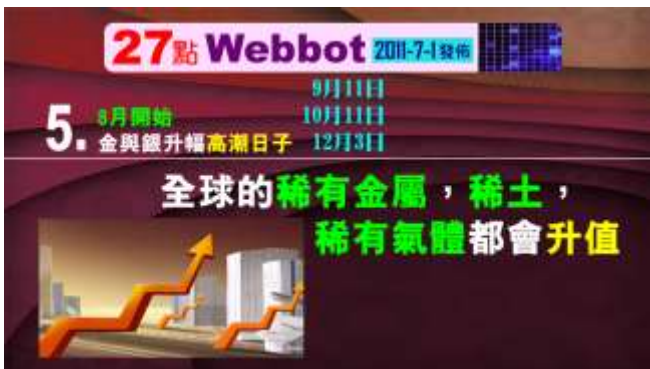 27點 Webbot 2011-7-1發佈
9月11日
8月開始 10月11日
5. 金與銀升幅高潮日子 12月3日
全球的稀有金屬，稀土，
稀有氣體都會升值